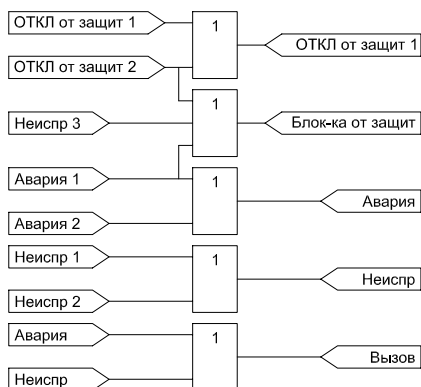 ОТКЛ от защит 1
1
ОТКЛ от защит 1
ОТКЛ от защит 2
1
Неиспр 3
Блок-ка от защит
Авария 1
1
Авария
Авария 2
Неиспр 1
1
Неиспр
Неиспр 2
Авария
1
Вызов
Неиспр